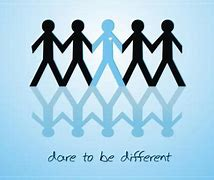 dare to be different